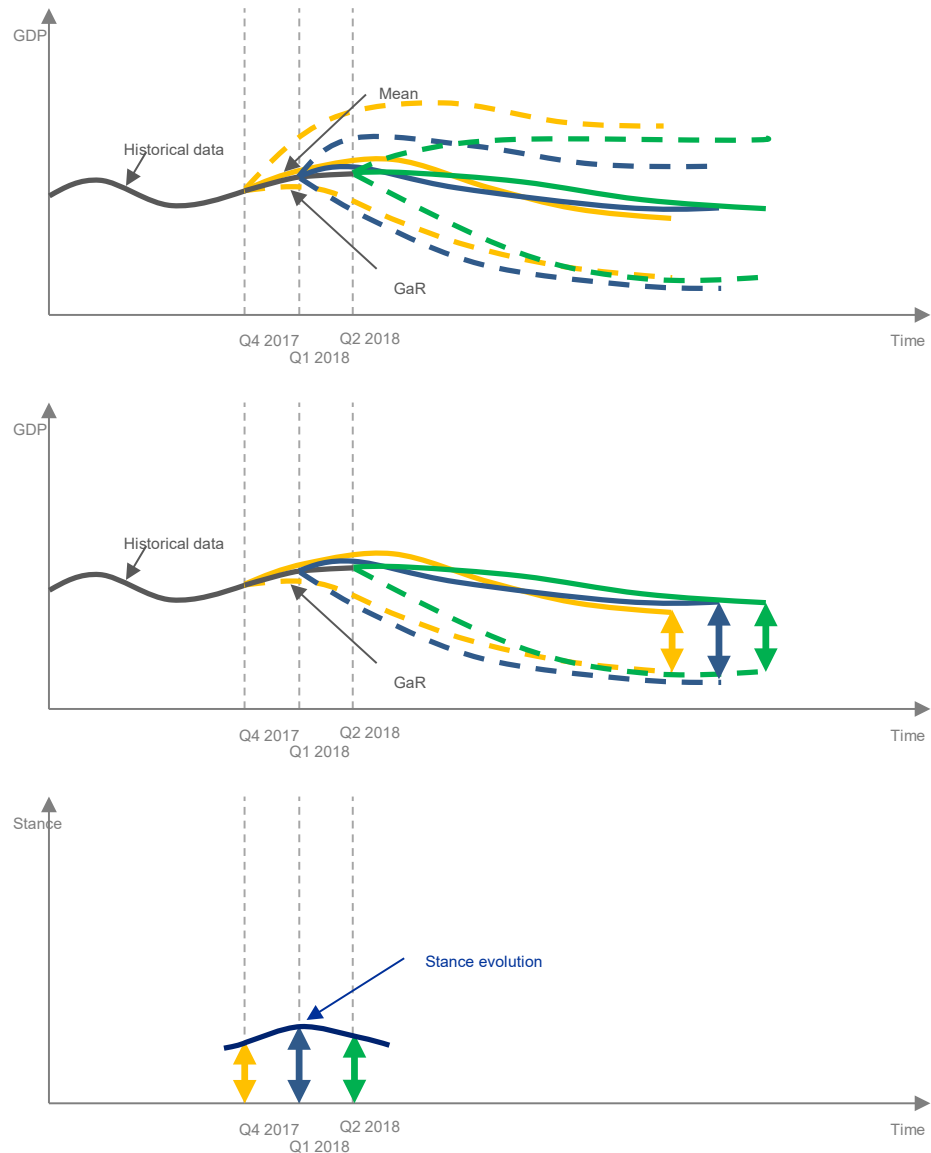 GDP
Mean
Historical data
GaR
Q4 2017
Q1 2018
Q2 2018
Time
GDP
Historical data
GaR
Q4 2017
Q1 2018
Q2 2018
Time
Stance
Stance evolution
Q4 2017
Q1 2018
Q2 2018
Time